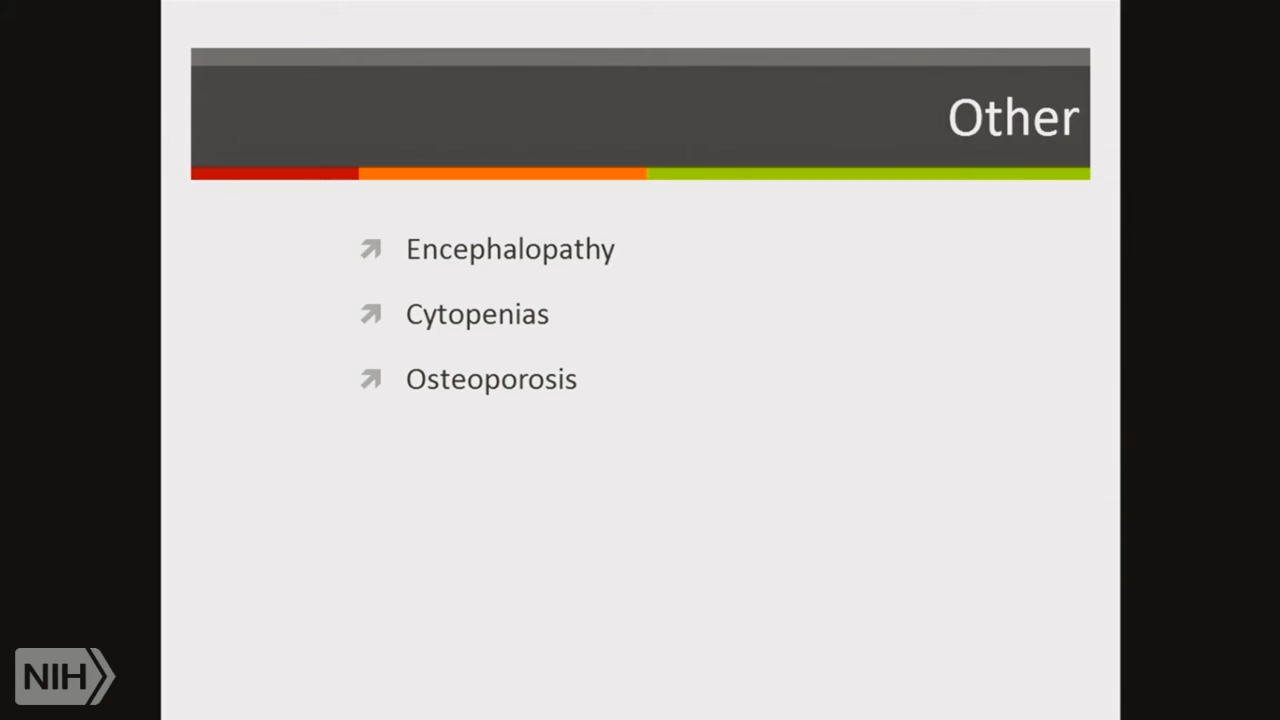 Other
Encephalopathy
Cytopenias
Osteoporosis
NIH